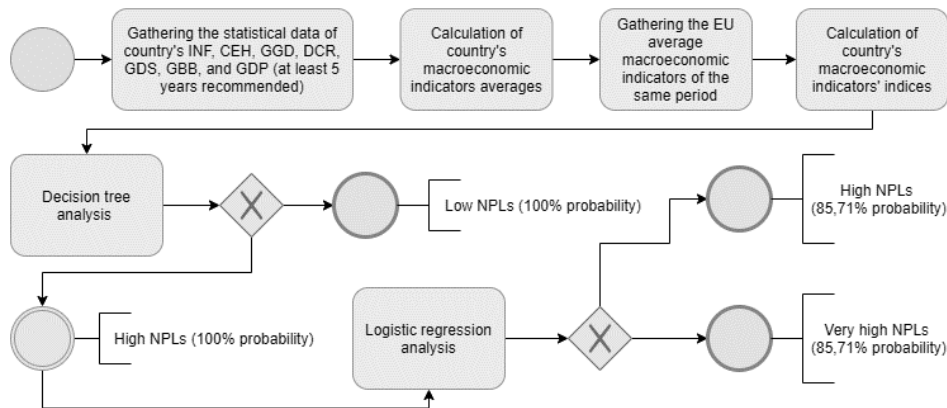 Gathering the statistical data of
country's INF, CEH, GGD, DCR,
GDS, GBB, and GDP (at least 5
years recommended)
Calculation of
country's
macroeconomic
indicators averages
Gathering the EU
average
macroeconomic
indicators of the
same period
Calculation of
country's
macroeconomic
indicators' indices
Decision tree
analysis
X
Low NPLs (100% probability)
High NPLs
(85,71% probability)
High NPLs (100% probability)
Logistic regression
analysis
X
Very high NPLs
(85,71% probability)